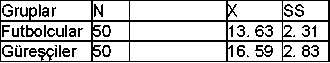 Gruplar N X SS
Futbolcular 50 13. 63 2. 31
Güreşçiler 50 16. 59 2. 83